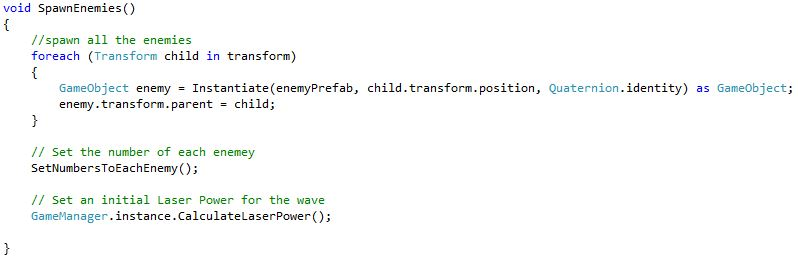 void SpawnEnemies()
{
    //spawn all the enemies
    foreach (Transform child in transform)
    {
        GameObject enemy = Instantiate(enemyPrefab, child.transform.position, Quaternion.identity) as GameObject;
        enemy.transform.parent = child;
    }

    // Set the number of each enemey
    SetNumbersToEachEnemy();

    // Set an initial Laser Power for the wave
    GameManager.instance.CalculateLaserPower();

}